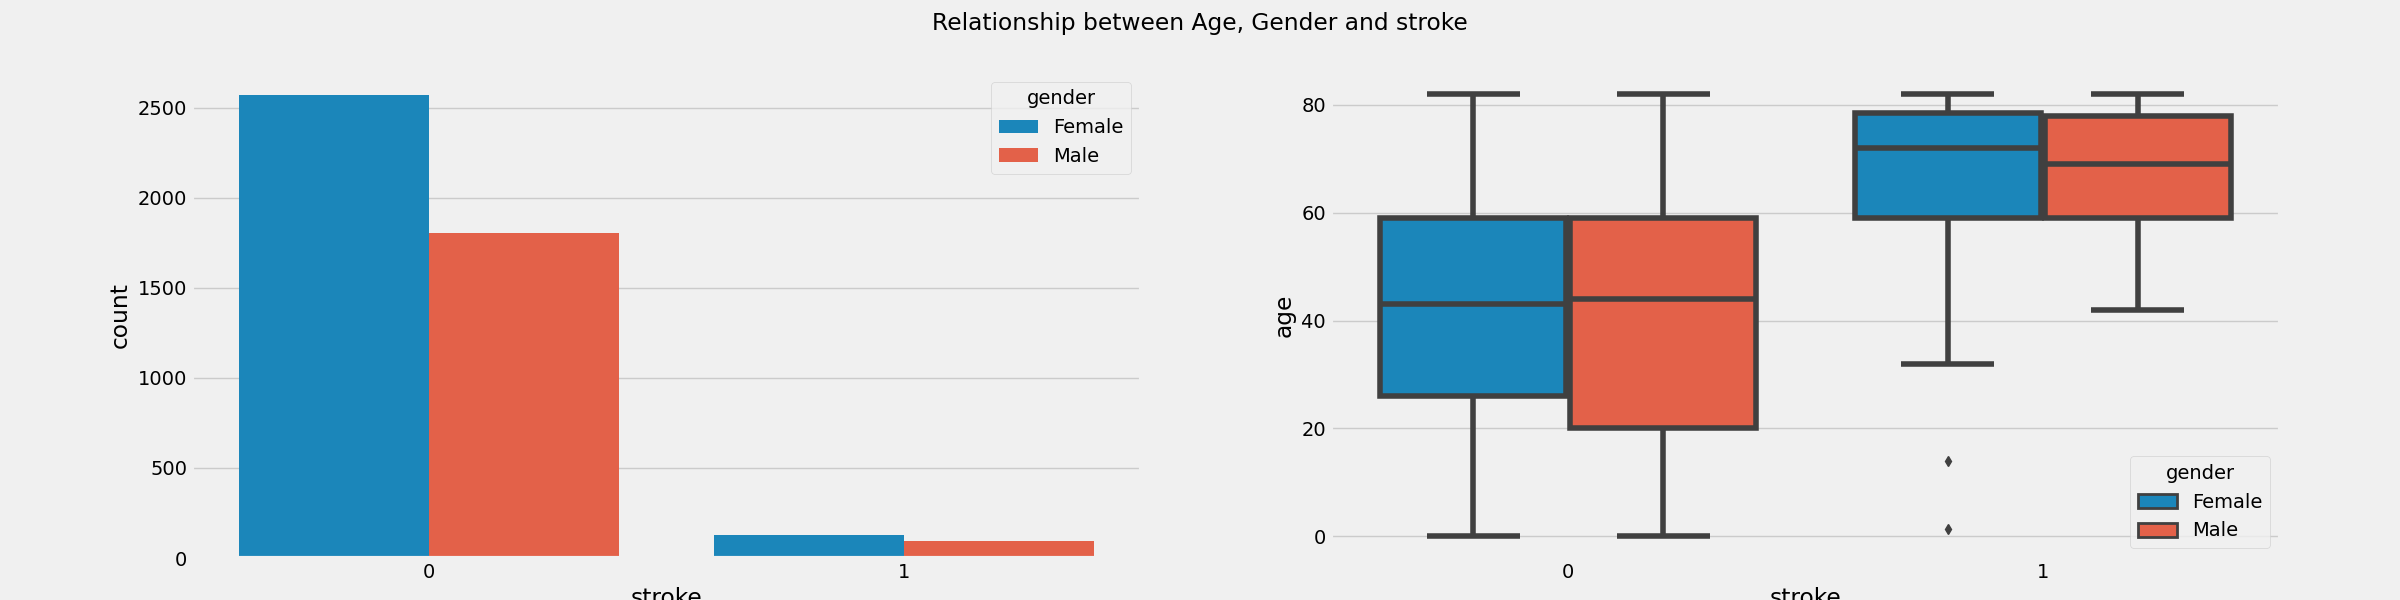 Relationship between Age, Gender and stroke
2500
2000
1500
1000
500
0
count
0
1
stroke
gender
Female
Male
80
60
40
20
0
age
0
1
stroke
gender
Female
Male